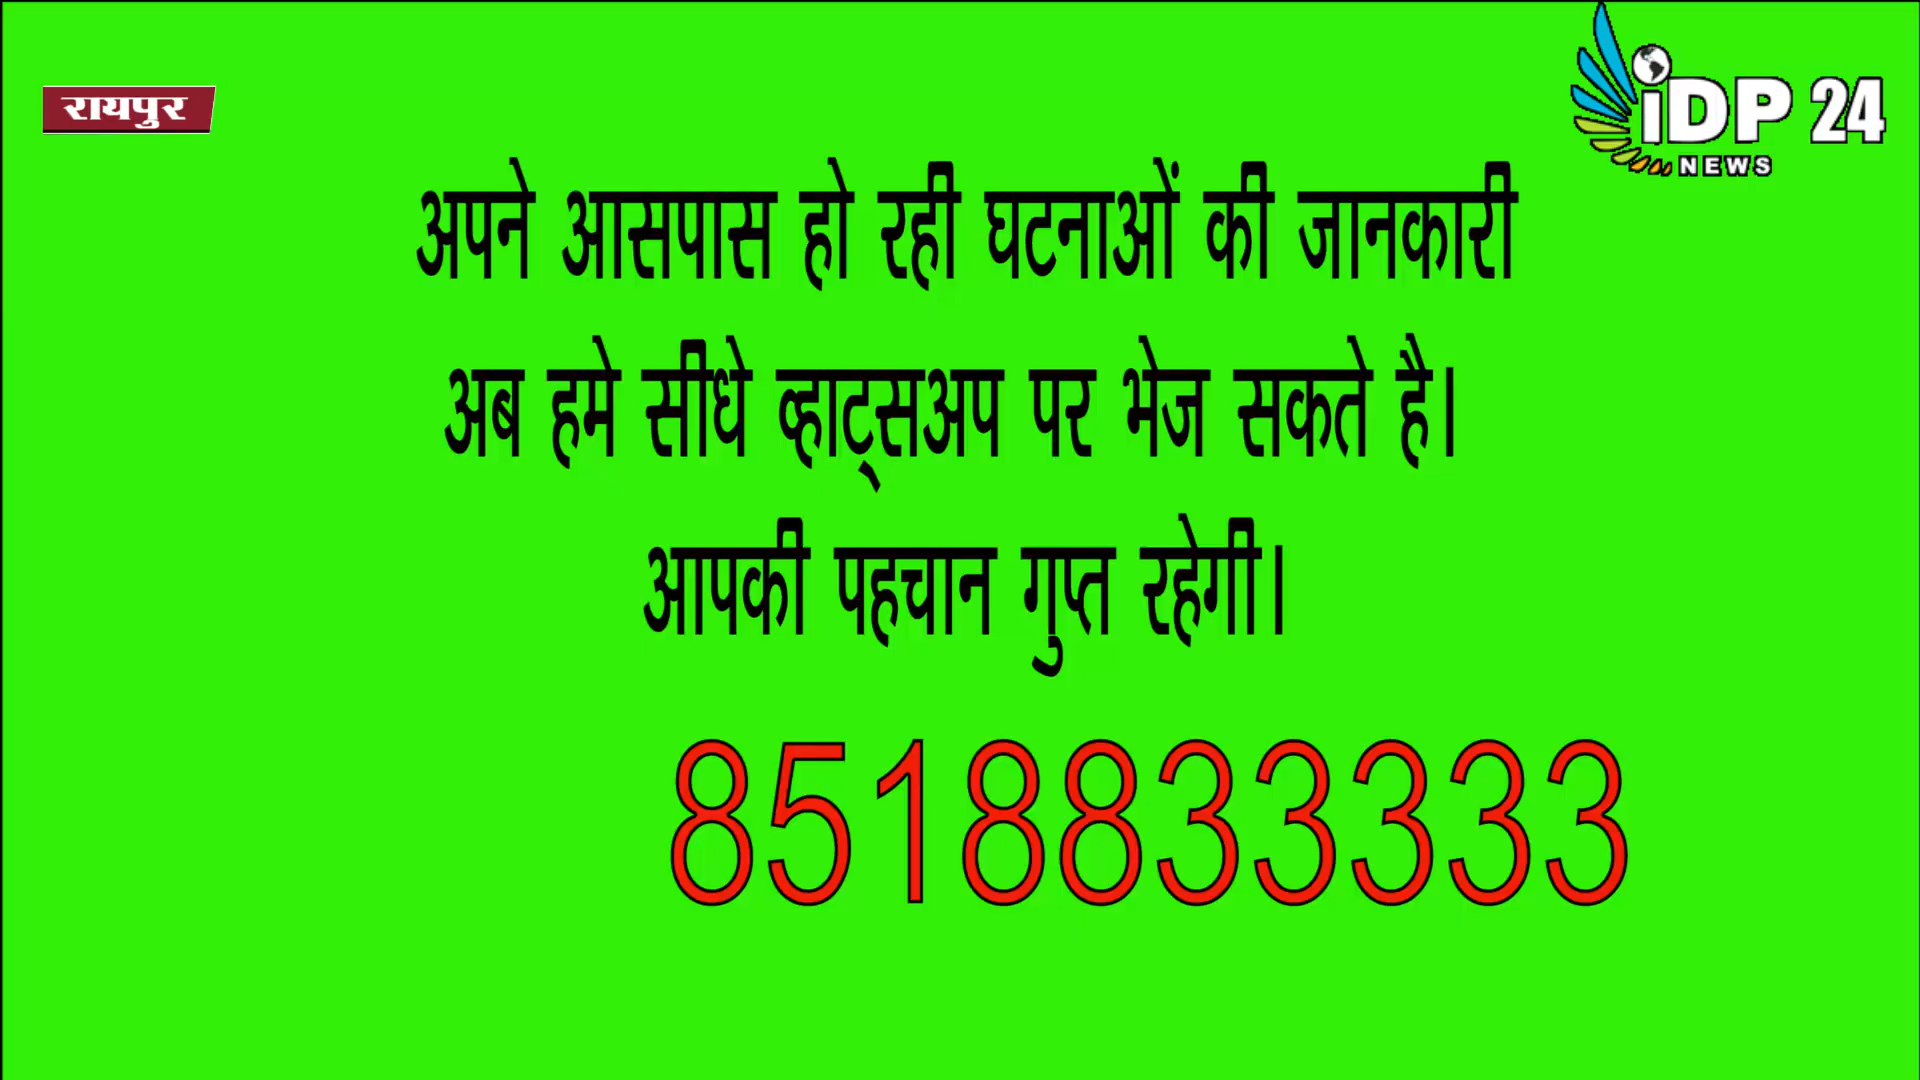 रायपुर
iDP 24
NEWS
अपने आसपास हो रही घटनाओं की जानकारी
अब हमे सीधे व्हाट्सअप पर भेज सकते है।
आपकी पहचान गुप्त रहेगी।
8518833333